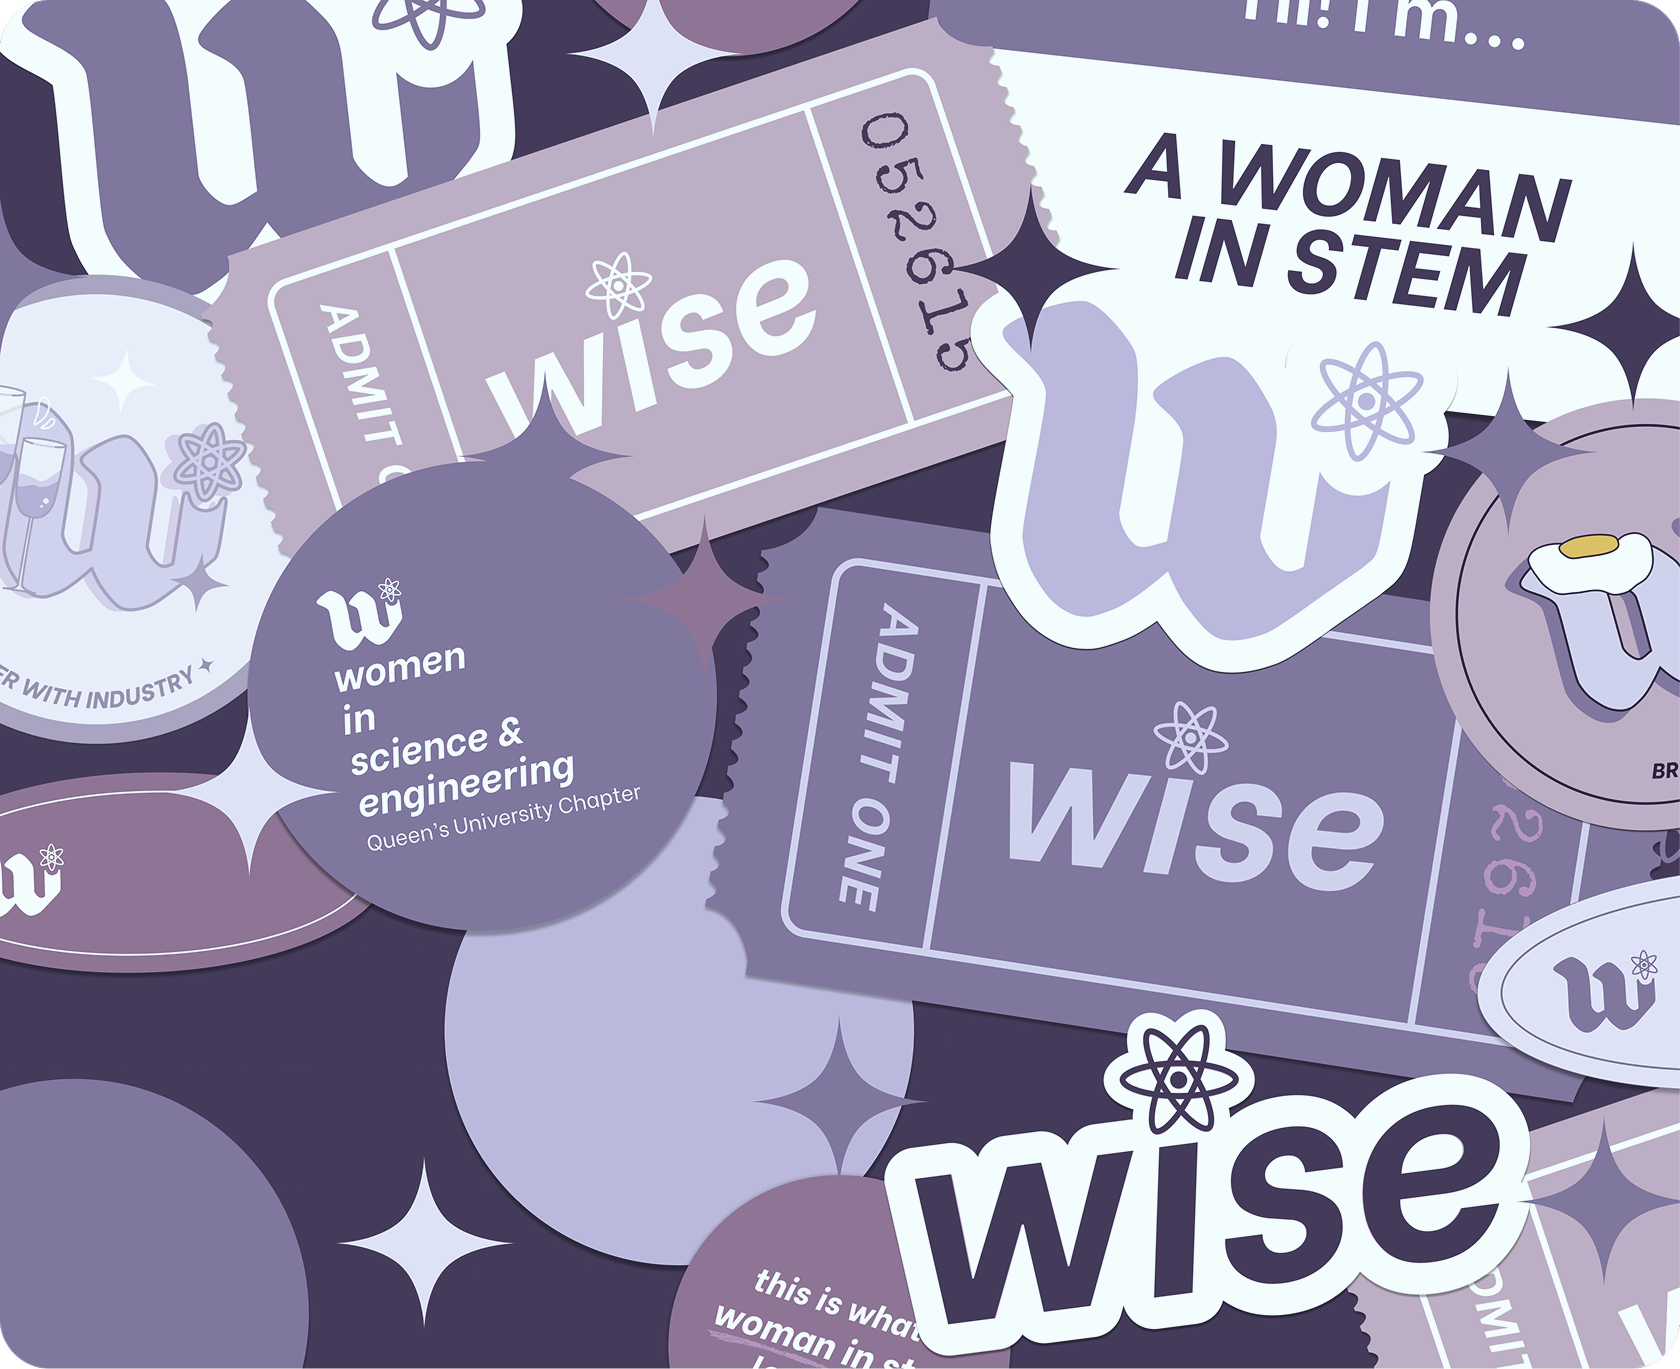 Hi! I'm...
A WOMAN
IN STEM
ADMIT
wise
052615
WITH INDUSTRY
w
women
in
science &
engineering
Queen's University Chapter
w
ADMIT ONE
wise
261
w
w
w
wise
this is what
woman in